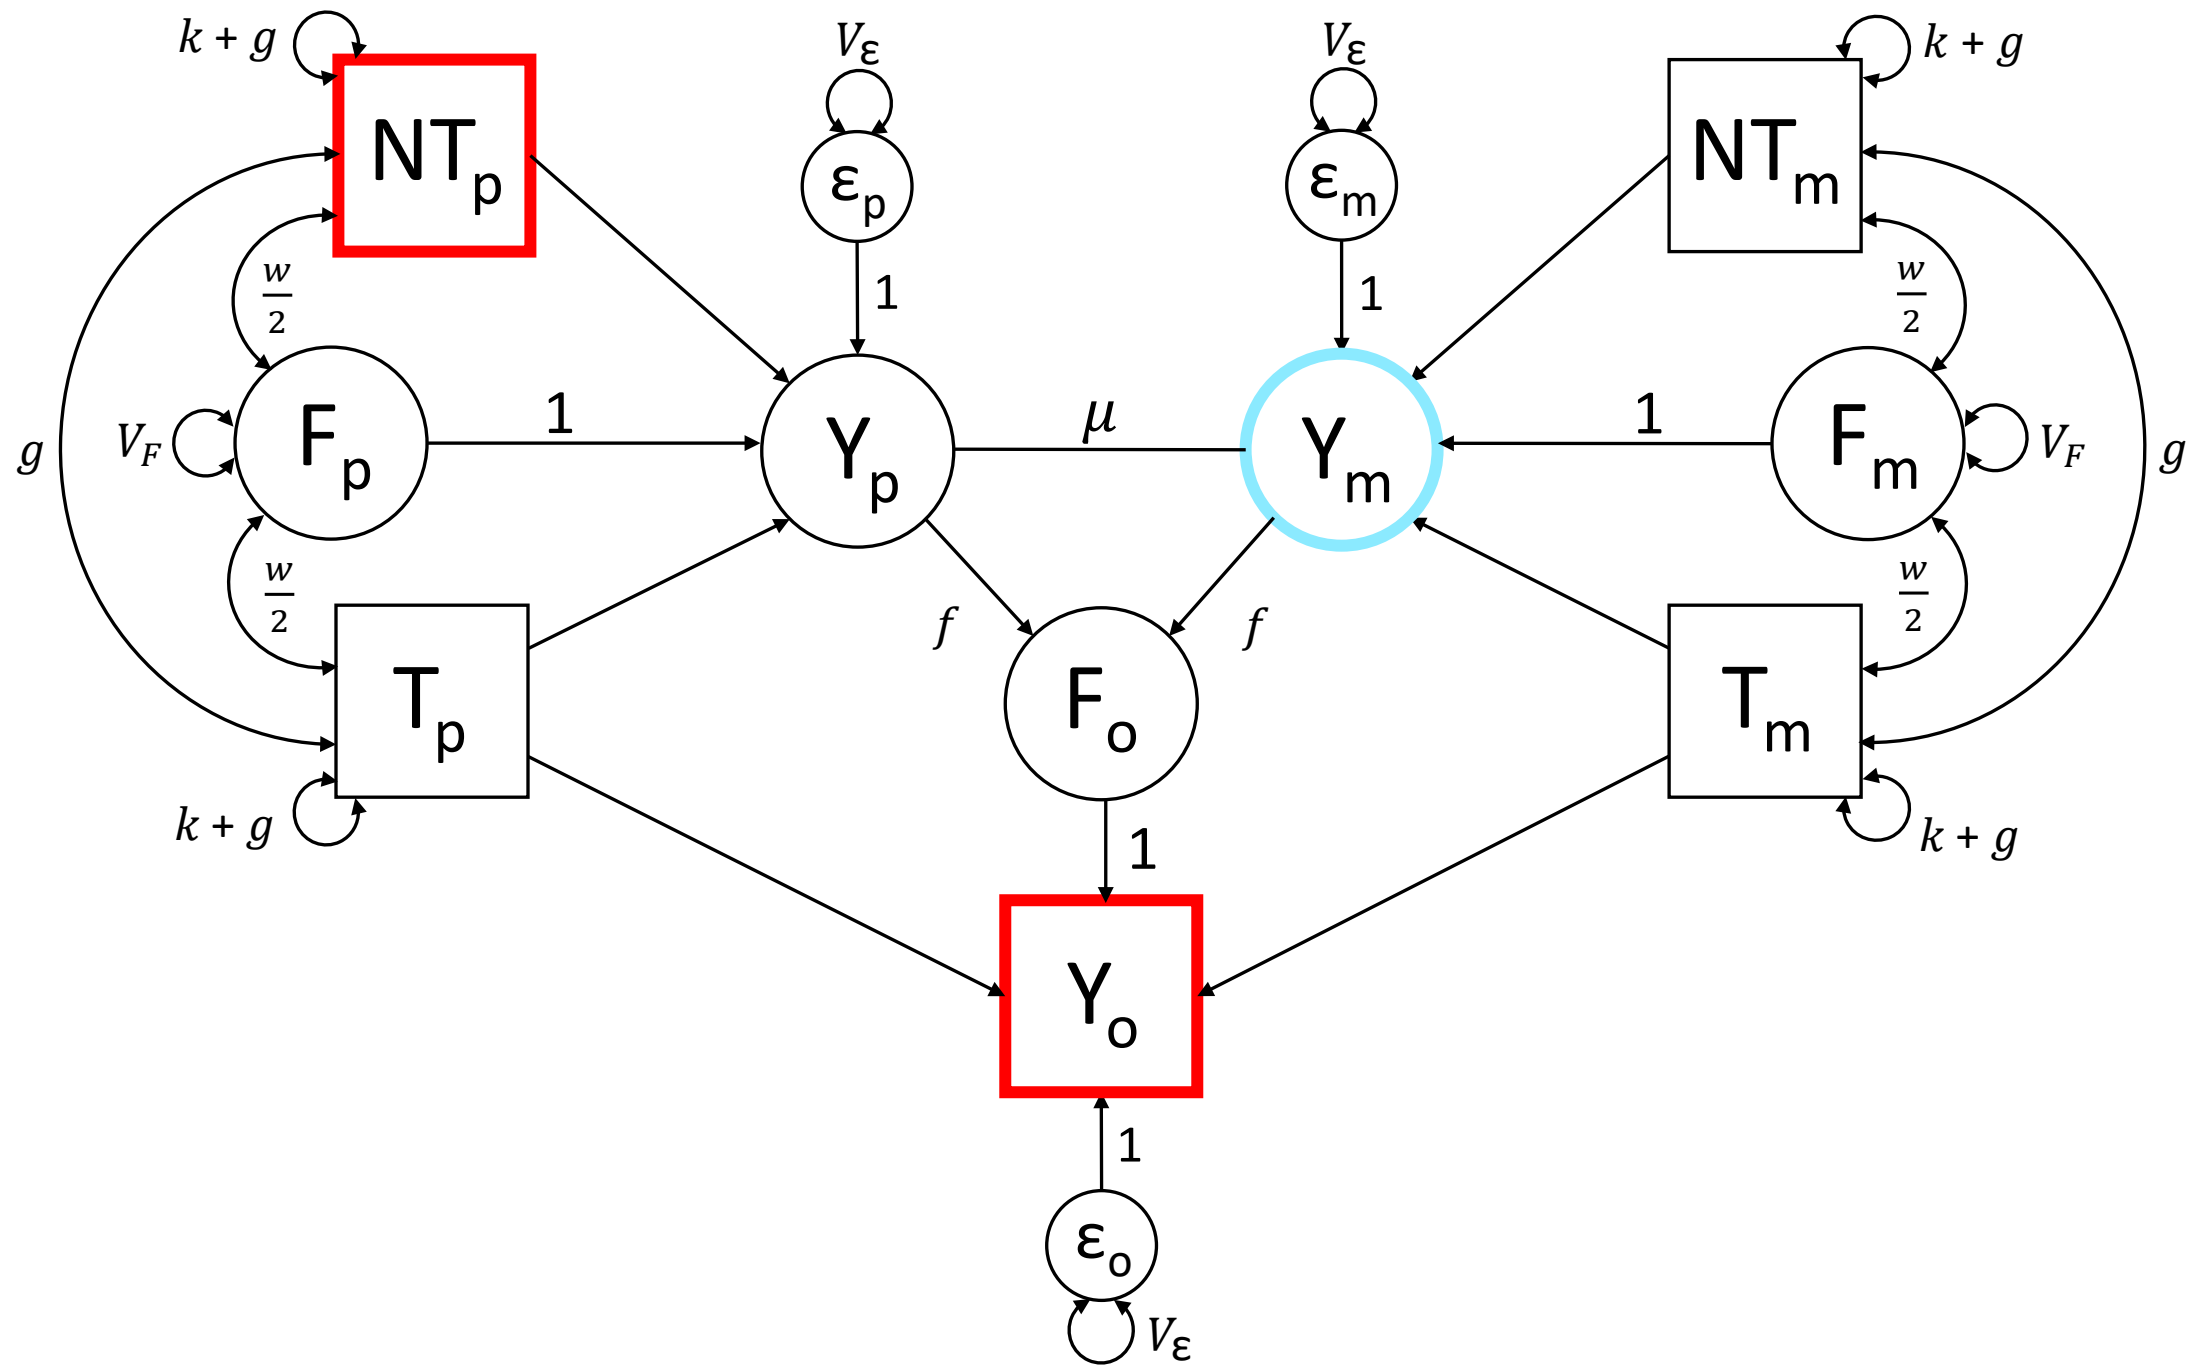 k + g
NTp
Vε
εp
1
Vε
εm
1
NTm
k + g
w/2
w/2
g
VF
Fp
1
Yp
μ
Ym
1
Fm
VF
g
w/2
w/2
f
f
Tp
Fo
Tm
k + g
1
k + g
Yo
1
εo
Vε